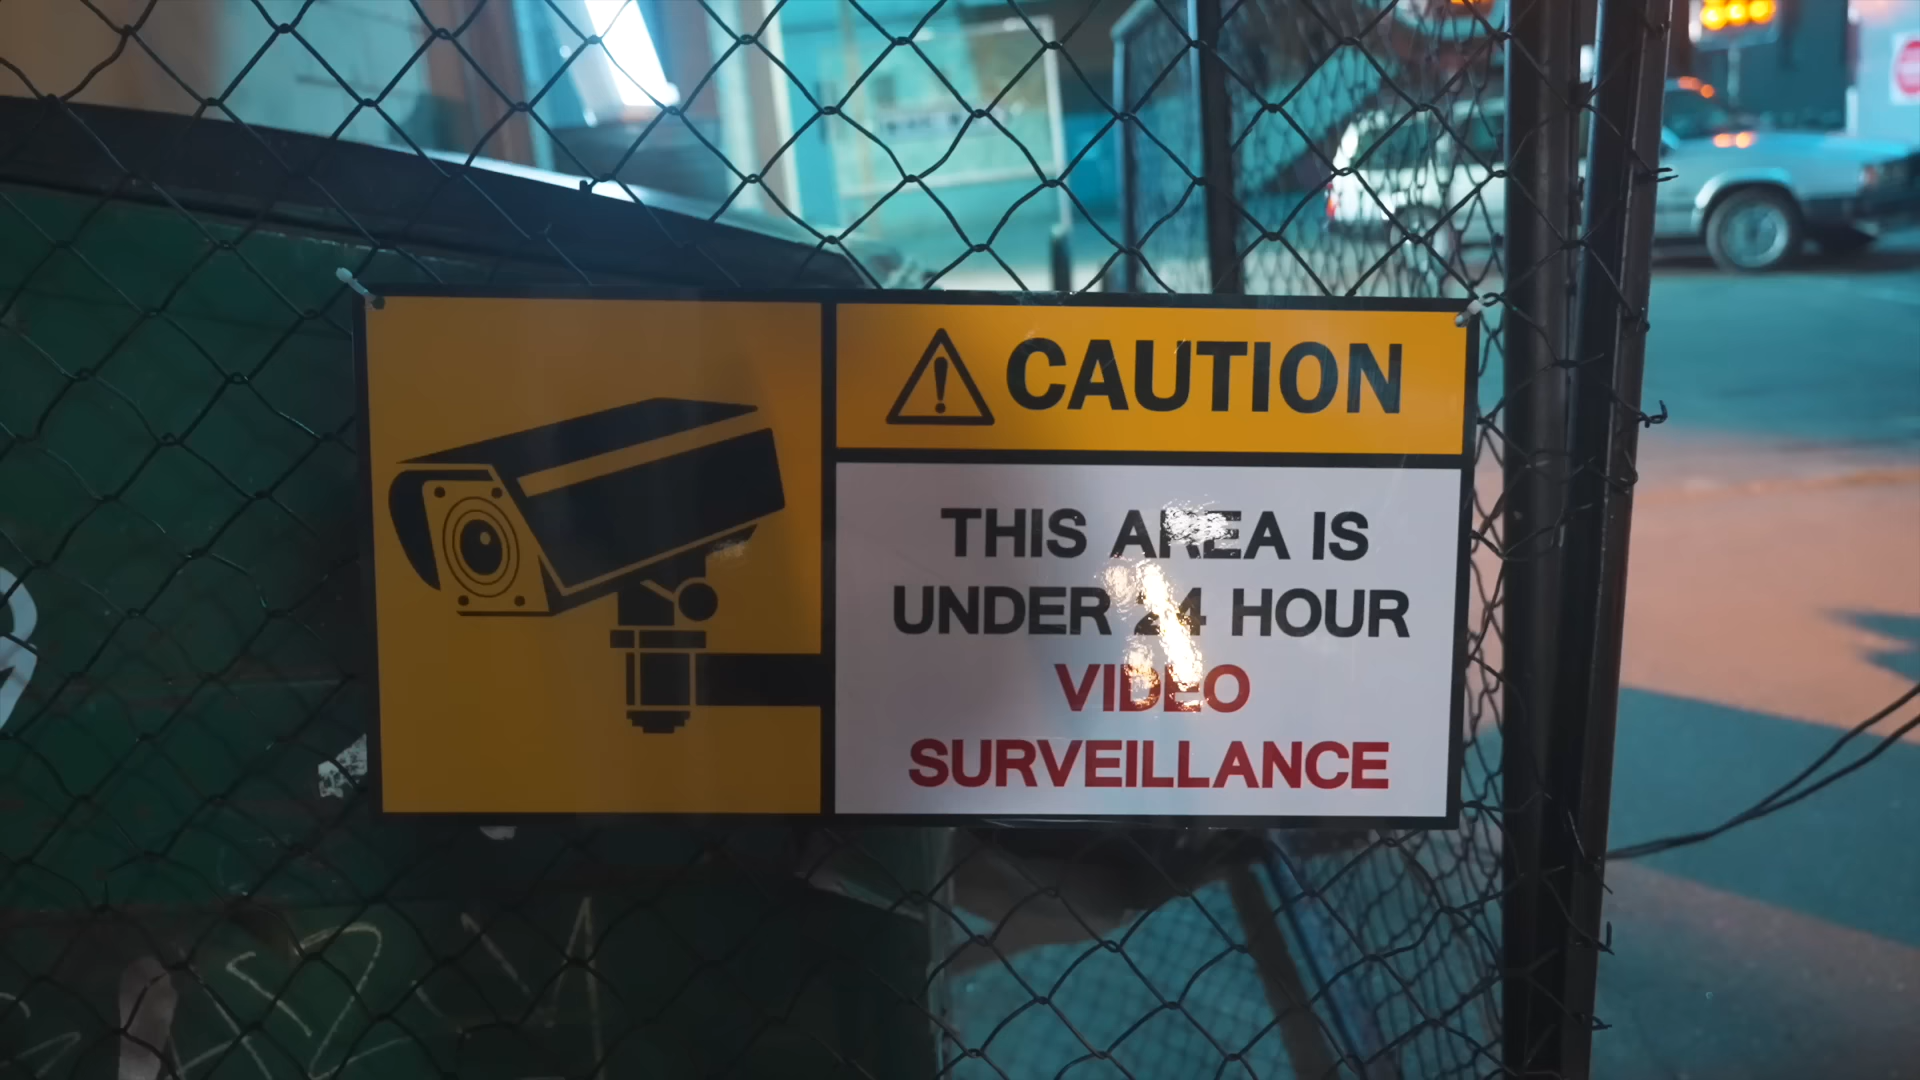 CAUTION
THIS AREA IS
UNDER 24 HOUR
VIDEO
SURVEILLANCE